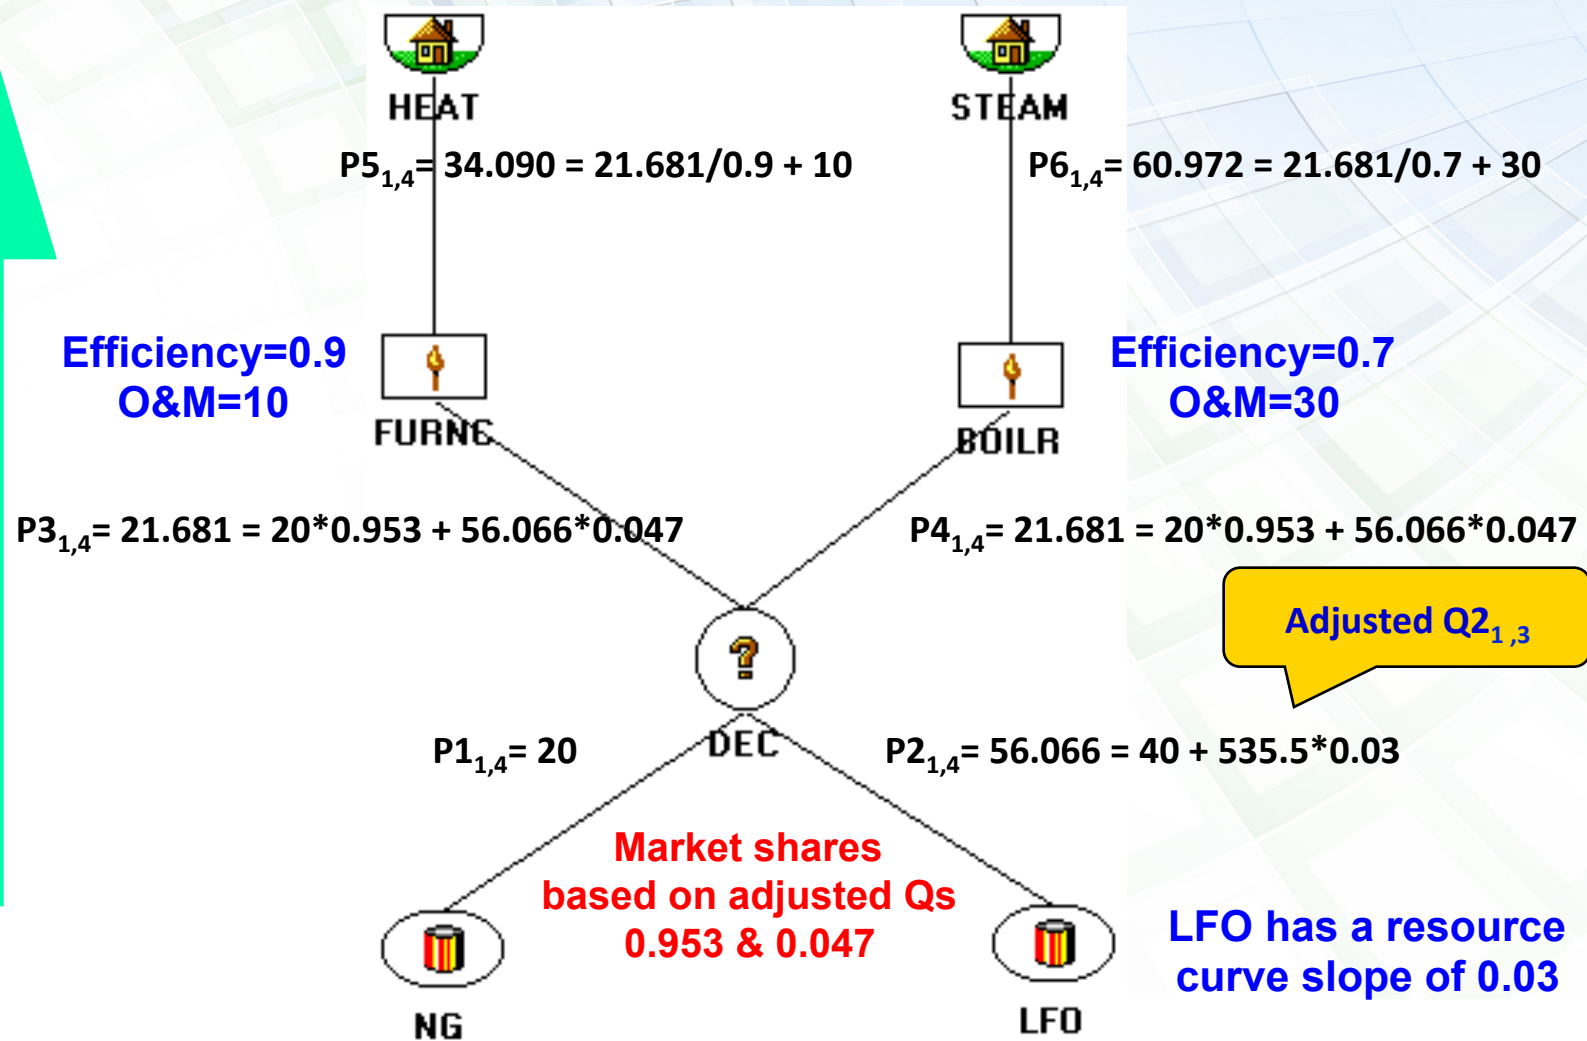 HEAT
STEAM
P5₁,₄= 34.090 = 21.681/0.9 + 10
P6₁,₄= 60.972 = 21.681/0.7 + 30
Efficiency=0.9
O&M=10
Efficiency=0.7
O&M=30
FURNC
BOILR
P3₁,₄= 21.681 = 20*0.953 + 56.066*0.047
P4₁,₄= 21.681 = 20*0.953 + 56.066*0.047
Adjusted Q2₁ ,₃
?
DEC
P1₁,₄= 20
P2₁,₄= 56.066 = 40 + 535.5*0.03
Market shares
based on adjusted Qs
0.953 & 0.047
LFO has a resource
curve slope of 0.03
NG
LFO